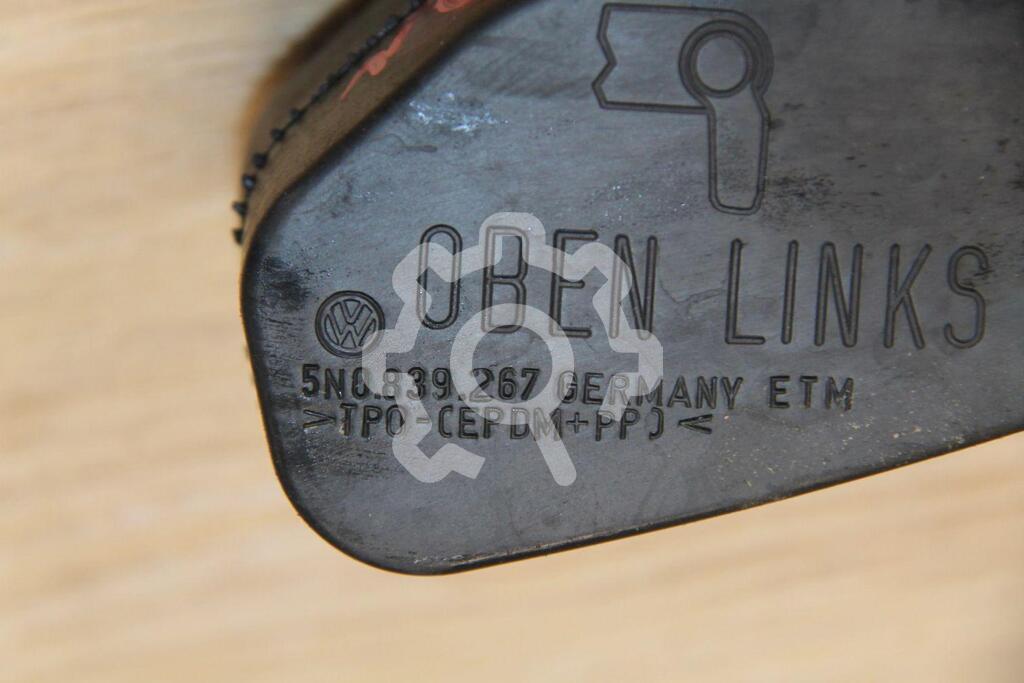 OBEN LINKS
5N0.839.267 GERMANY ETM
>TPO-(EPDM+PP)<